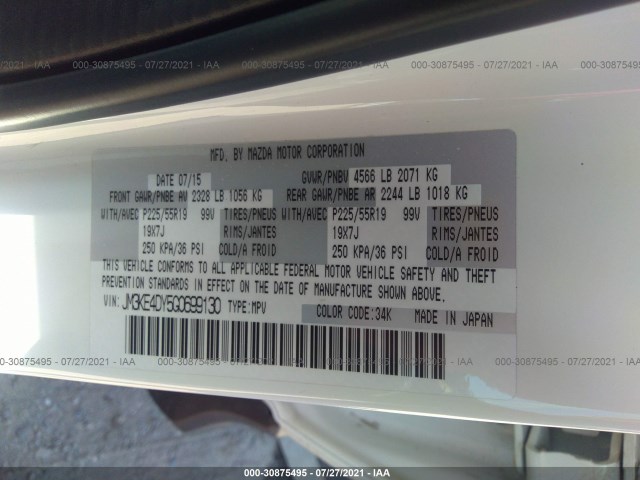 000-30875495 - 07/27/2021 - IAA 000-30875495 - 07/27/2021 - IAA 000-30875495 - 07/27/2021 - IAA
MFD. BY MAZDA MOTOR CORPORATION
DATE 07/15 GVWR/PNBV 4566 LB 2071 KG
FRONT GAWR/PNBE AV 2328 LB 1056 KG REAR GAWR/PNBE AR 2244 LB 1018 KG
WITH/AVEC P225/55R19 99V TIRES/PNEUS WITH/AVEC P225/55R19 99V TIRES/PNEUS
19X7J RIMS/JANTES 19X7J RIMS/JANTES
250 KPA/36 PSI COLD/A FROID 250 KPA/36 PSI COLD/A FROID
THIS VEHICLE CONFORMS TO ALL APPLICABLE FEDERAL MOTOR VEHICLE SAFETY AND THEFT
PREVENTION STANDARDS IN EFFECT ON THE DATE OF MANUFACTURE SHOWN ABOVE.
VIN: JM3KE4DY5G0699130 TYPE:MPV COLOR CODE:34K MADE IN JAPAN
000-30875495 - 07/27/2021 - IAA 000-30875495 - 07/27/2021 - IAA 000-30875495 - 07/27/2021 - IAA
000-30875495 - 07/27/2021 - IAA